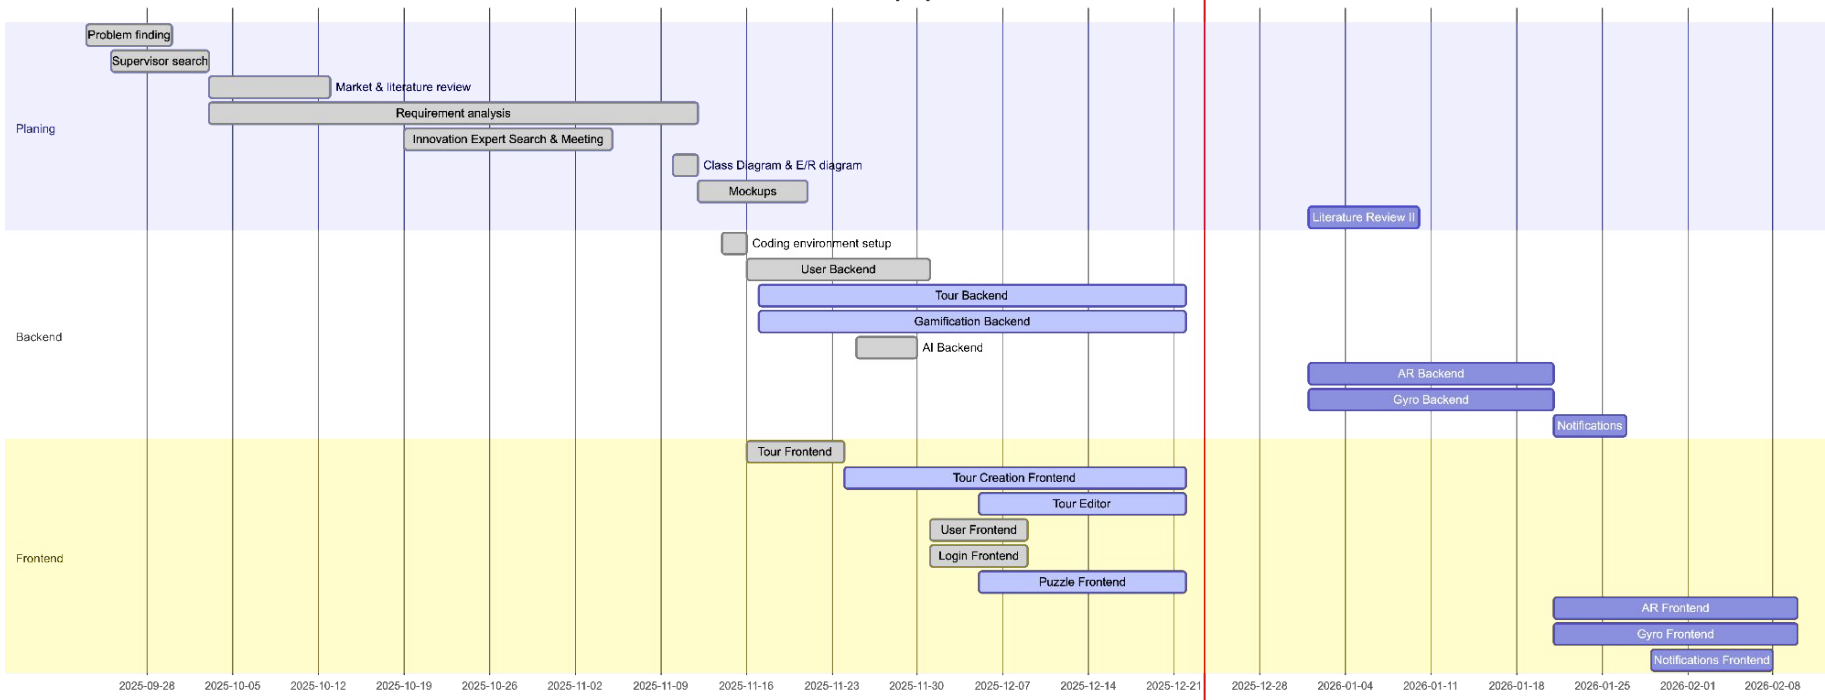 Problem finding
Supervisor search
Market & literature review
Requirement analysis
Planing
Innovation Expert Search & Meeting
Class Diagram & E/R diagram
Mockups
Literature Review II
Coding environment setup
User Backend
Tour Backend
Gamification Backend
Backend
AI Backend
AR Backend
Gyro Backend
Notifications
Tour Frontend
Tour Creation Frontend
Tour Editor
User Frontend
Login Frontend
Frontend
Puzzle Frontend
AR Frontend
Gyro Frontend
Notifications Frontend
2025-09-28 2025-10-05 2025-10-12 2025-10-19 2025-10-26 2025-11-02 2025-11-09 2025-11-16 2025-11-23 2025-11-30 2025-12-07 2025-12-14 2025-12-21 2025-12-28 2026-01-04 2026-01-11 2026-01-18 2026-01-25 2026-02-01 2026-02-08